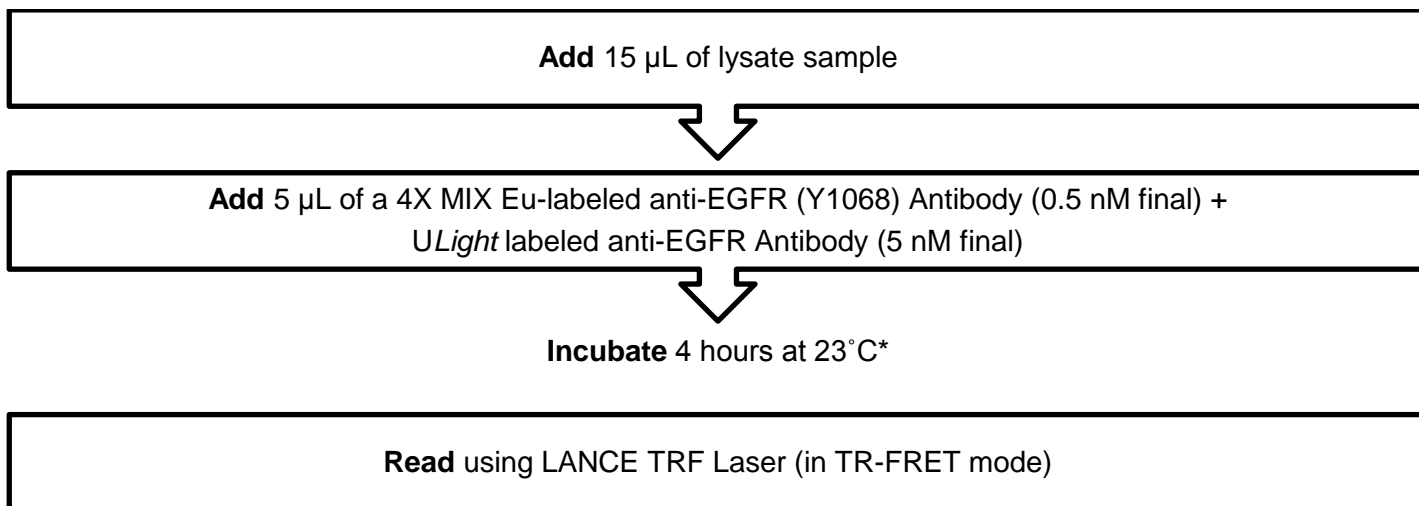 Add 15 µL of lysate sample
Add 5 µL of a 4X MIX Eu-labeled anti-EGFR (Y1068) Antibody (0.5 nM final) +
ULight labeled anti-EGFR Antibody (5 nM final)
Incubate 4 hours at 23˚C*
Read using LANCE TRF Laser (in TR-FRET mode)